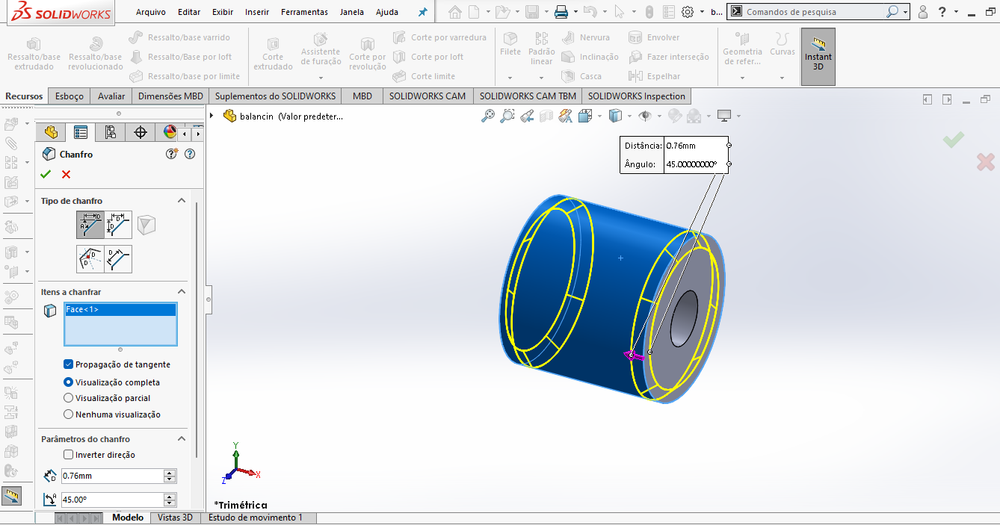 SOLIDWORKS
Arquivo Editar Exibir Inserir Ferramentas Janela Ajuda
b...
Comandos de pesquisa
?
Ressalto/base extrudado
Ressalto/base revolucionado
Ressalto/base varrido
Ressalto/Base por loft
Ressalto/base por limite
Corte extrudado
Assistente de furação
Corte por revolução
Corte por varredura
Corte por loft
Corte limite
Filete
Padrão linear
Nervura
Inclinação
Casca
Envolver
Fazer interseção
Espelhar
Geometria de refer...
Curvas
Instant 3D
Recursos Esboço Avaliar Dimensões MBD Suplementos do SOLIDWORKS MBD SOLIDWORKS CAM SOLIDWORKS CAM TBM SOLIDWORKS Inspection
balancin (Valor predeter...
Chanfro
Tipo de chanfro
Itens a chanfrar
Face<1>
Propagação de tangente
Visualização completa
Visualização parcial
Nenhuma visualização
Parâmetros do chanfro
Inverter direção
0.76mm
45.00º
Distância: 0.76mm
Ângulo: 45.00000000º
Y
X
Z
*Trimétrica
Modelo Vistas 3D Estudo de movimento 1